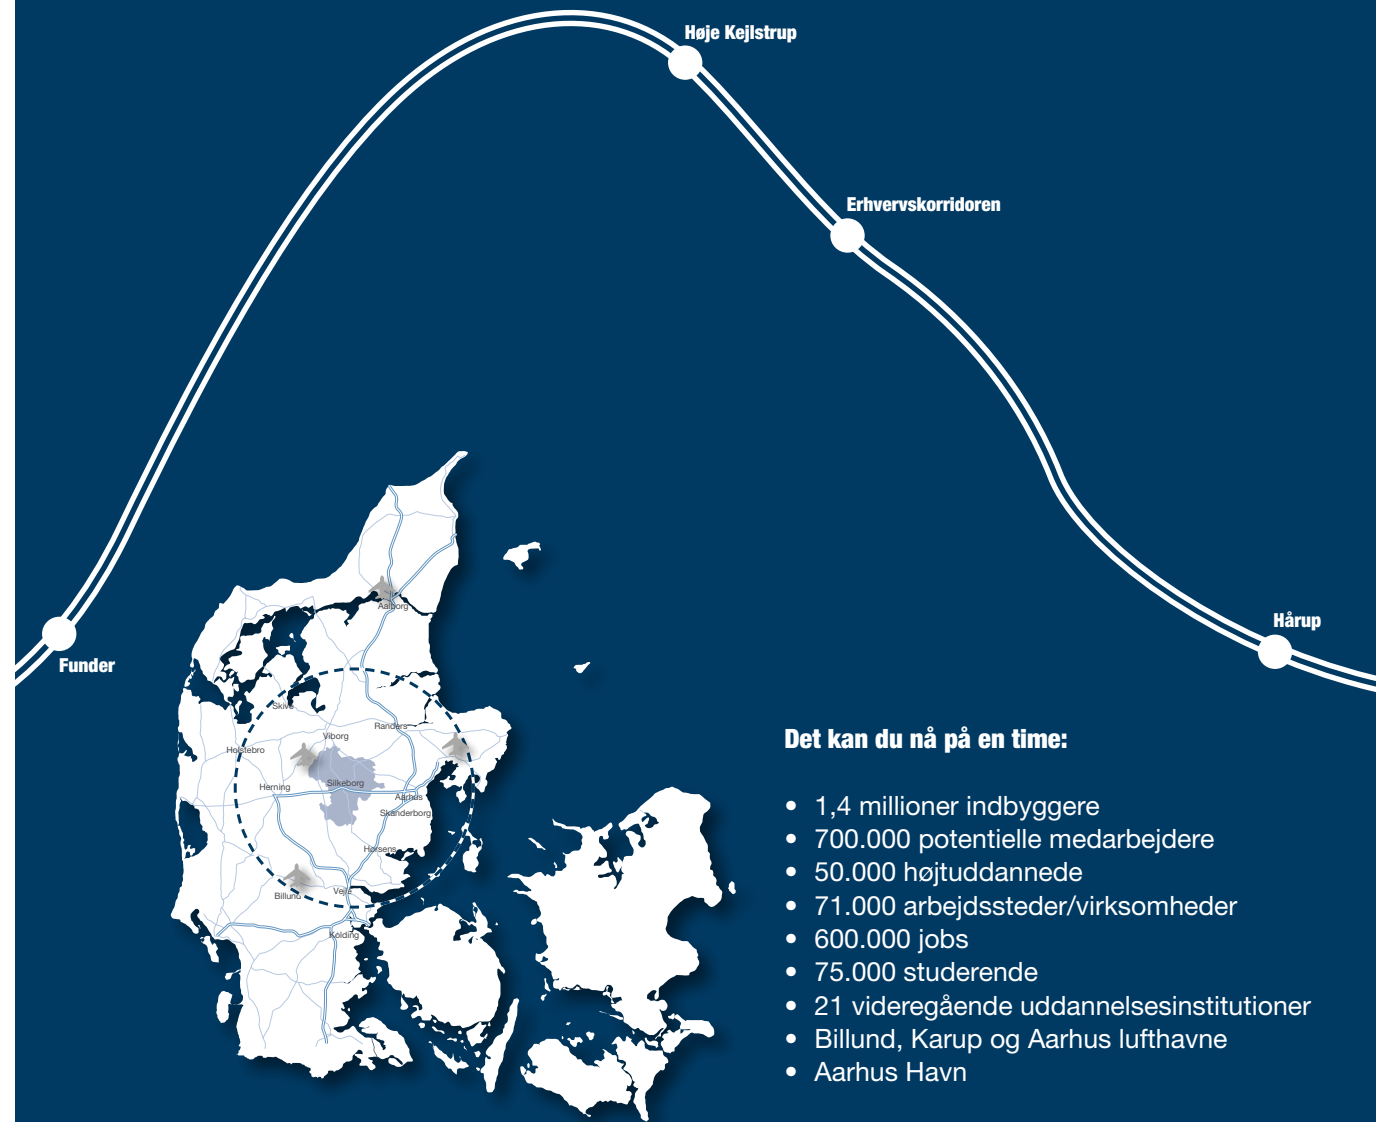 Høje Kejlstrup
Erhvervskorridoren
Funder
Hårup
Aalborg
Skive
Randers
Viborg
Holstebro
Silkeborg
Herning
Aarhus
Skanderborg
Horsens
Billund
Vejle
Kolding
Det kan du nå på en time:
• 1,4 millioner indbyggere
• 700.000 potentielle medarbejdere
• 50.000 højtuddannede
• 71.000 arbejdssteder/virksomheder
• 600.000 jobs
• 75.000 studerende
• 21 videregående uddannelsesinstitutioner
• Billund, Karup og Aarhus lufthavne
• Aarhus Havn